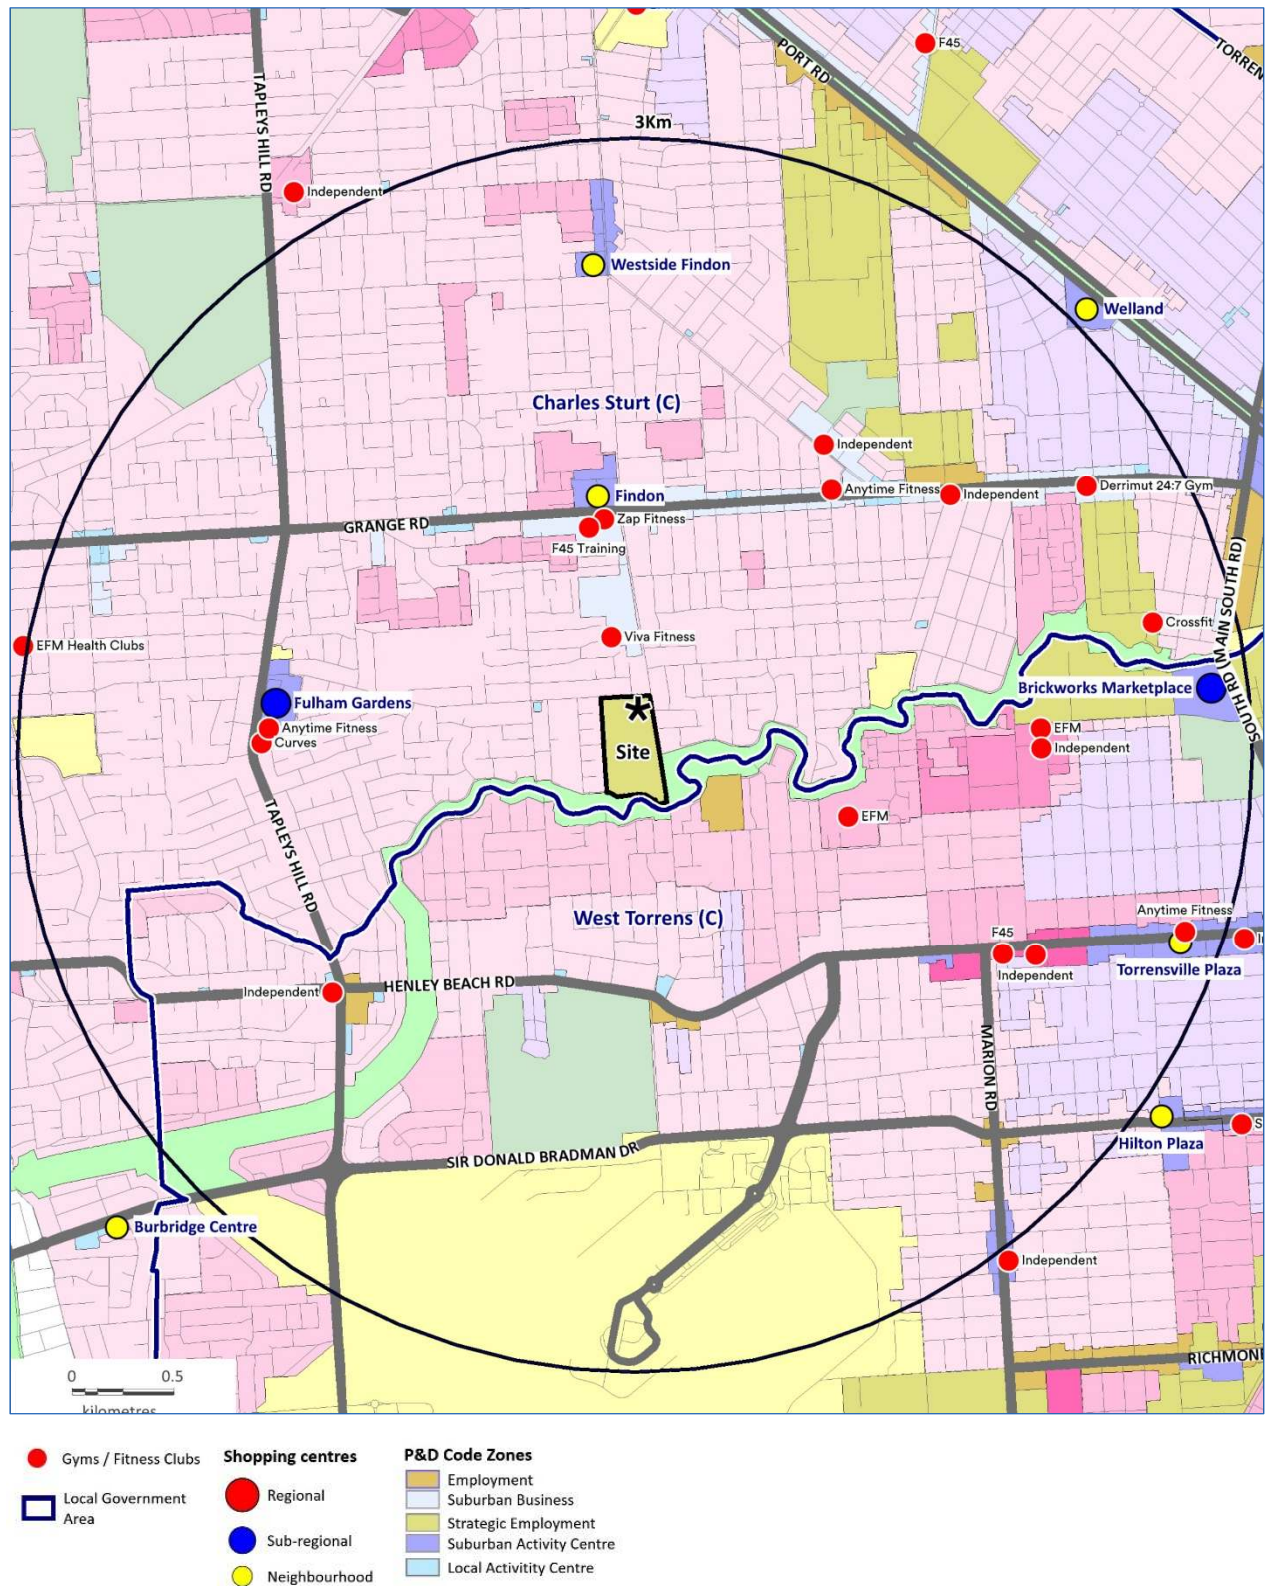 PORT RD
F45
TORREN
TAPLEYS HILL RD
3Km
Independent
Westside Findon
Welland
Charles Sturt (C)
Independent
Findon
Anytime Fitness
Independent
Derrimut 24:7 Gym
GRANGE RD
Zap Fitness
F45 Training
SOUTH RD (MAIN SOUTH RD)
Crossfit
EFM Health Clubs
Viva Fitness
Fulham Gardens
Brickworks Marketplace
SOUTH
Anytime Fitness
Curves
*
Site
EFM
Independent
TAPLEYS HILL RD
EFM
West Torrens (C)
Anytime Fitness
F45
Independent
Torrensville Plaza
Independent
HENLEY BEACH RD
MARION RD
S
Hilton Plaza
SIR DONALD BRADMAN DR
Burbridge Centre
Independent
RICHMOND
0 0.5
kilometres
Gyms / Fitness Clubs
Local Government
Area
Shopping centres
Regional
Sub-regional
Neighbourhood
P&D Code Zones
Employment
Suburban Business
Strategic Employment
Suburban Activity Centre
Local Activitity Centre